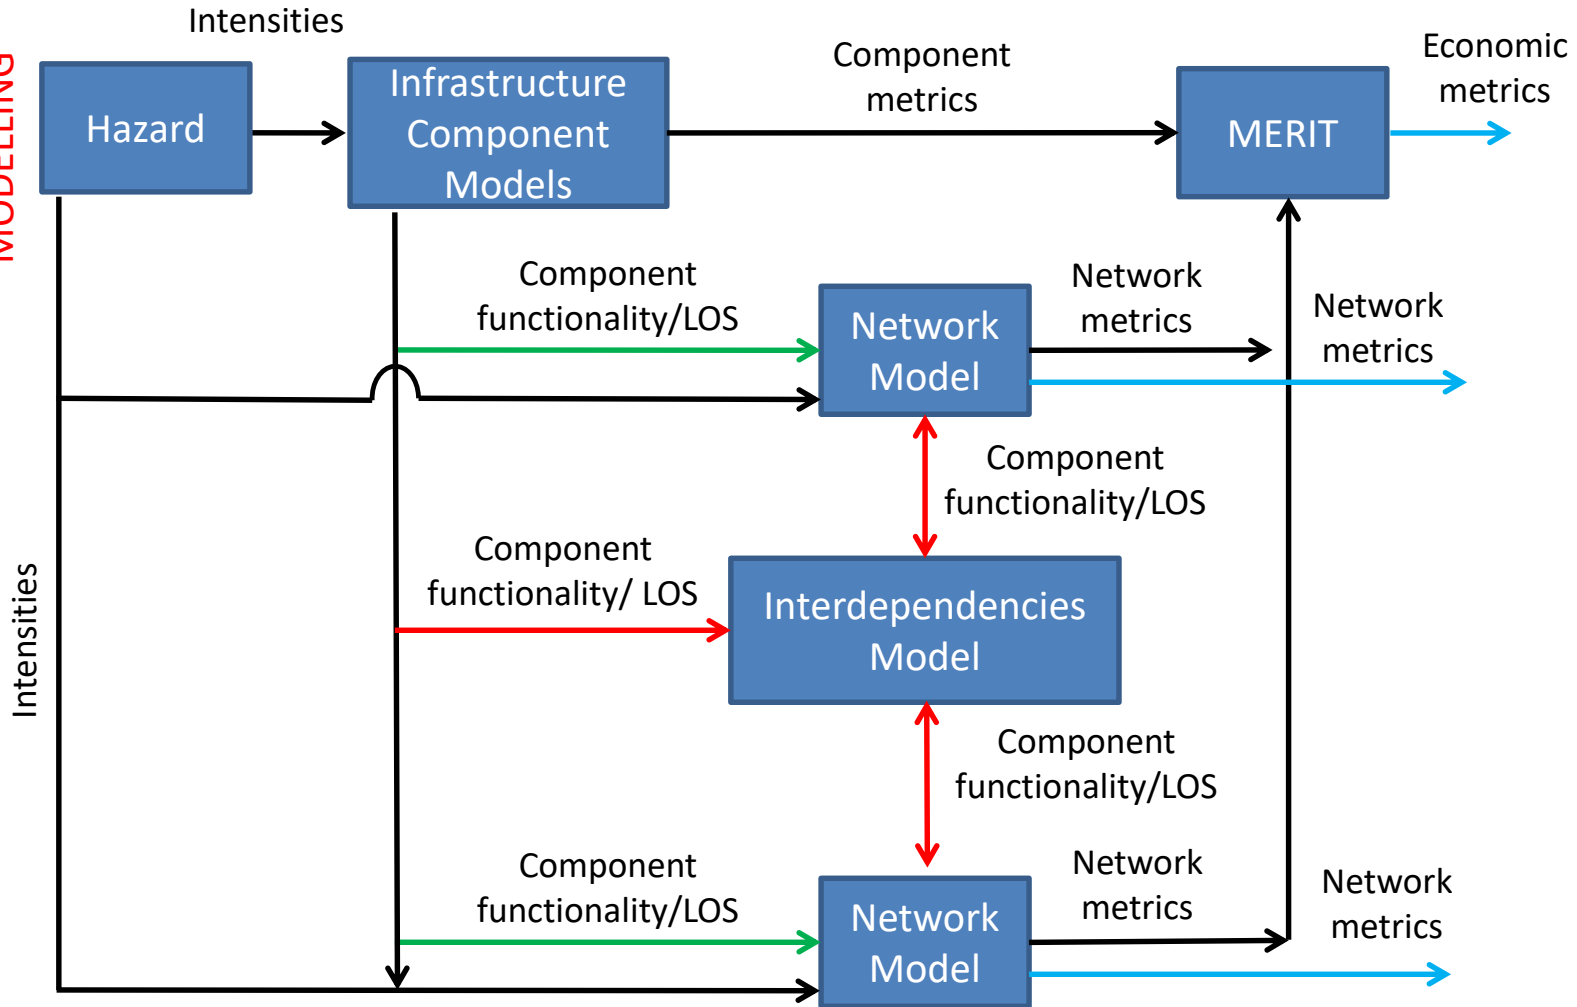 Intensities
MODELLING
Hazard
Infrastructure
Component
Models
Component
metrics
MERIT
Economic
metrics
Component
functionality/LOS
Network
Model
Network
metrics
Network
metrics
Component
functionality/LOS
Intensities
Component
functionality/ LOS
Interdependencies
Model
Component
functionality/LOS
Component
functionality/LOS
Network
Model
Network
metrics
Network
metrics